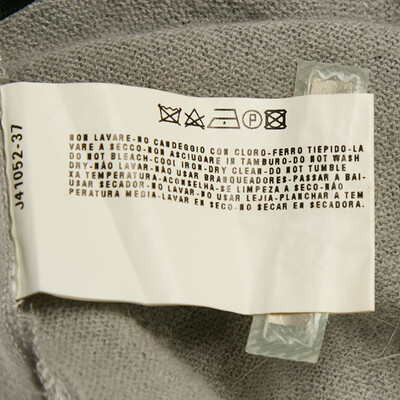 P
NON LAVARE-NO CANDEGGIO CON CLORO-FERRO TIEPIDO-LA
VARE A SECCO-NON ASCIUGARE IN TAMBURO-DO NOT WASH
DO NOT BLEACH-COOL IRON-DRY CLEAN-DO NOT TUMBLE
DRY-NÃO LAVAR-NÃO USAR BRANQUEADORES-PASSAR A BAI-
XA TEMPERATURA-ACONSELHA-SE LIMPEZA A SECO-NÃO
USAR SECADOR-NO LAVAR-NO USAR LEJIA-PLANCHAR A TEM
PERATURA MEDIA-LAVAR EN SECO-NO SECAR EN SECADORA.
J41052-37